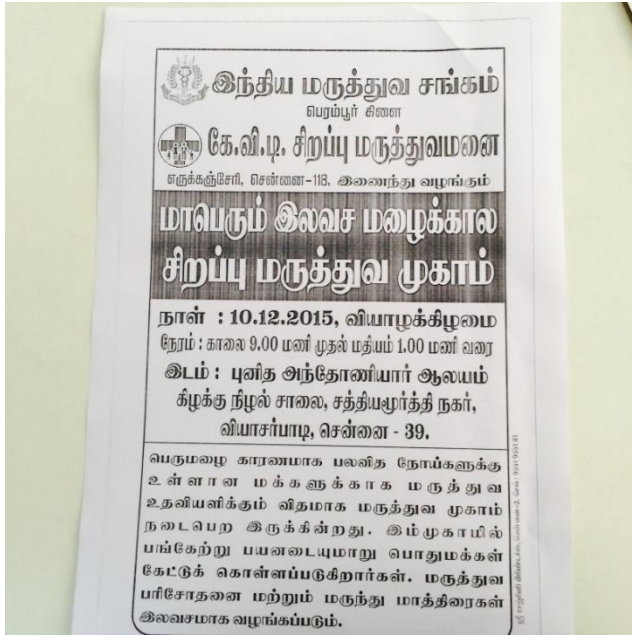 இந்திய மருத்துவ சங்கம்
பெரம்பூர் கிளை
கே.வி.டி. சிறப்பு மருத்துவமனை
எருக்கஞ்சேரி, சென்னை-118. இணைந்து வழங்கும்
மாபெரும் இலவச மழைக்கால
சிறப்பு மருத்துவ முகாம்
நாள் : 10.12.2015, வியாழக்கிழமை
நேரம் : காலை 9.00 மணி முதல் மதியம் 1.00 மணி வரை
இடம் : புனித அந்தோணியார் ஆலயம்
கிழக்கு நிழல் சாலை, சத்தியமூர்த்தி நகர்,
வியாசர்பாடி, சென்னை - 39.
பெருமழை காரணமாக பலவித நோய்களுக்கு
உள்ளான மக்களுக்காக மருத்துவ
உதவியளிக்கும் விதமாக மருத்துவ முகாம்
நடைபெற இருக்கின்றது. இம்முகாமில்
பங்கேற்று பயனடையுமாறு பொதுமக்கள்
கேட்டுக் கொள்ளப்படுகிறார்கள். மருத்துவ
பரிசோதனை மற்றும் மருந்து மாத்திரைகள்
இலவசமாக வழங்கப்படும்.